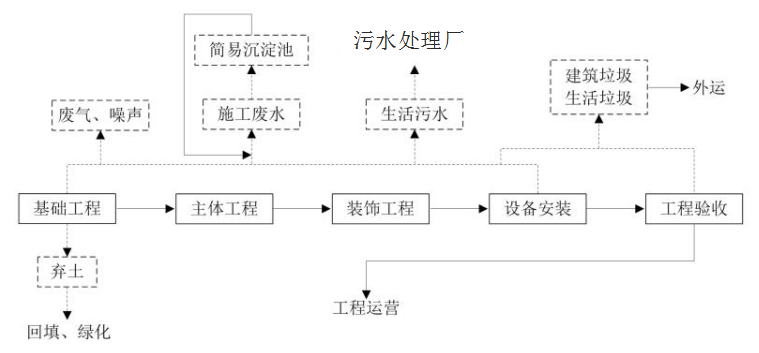 简易沉淀池
污水处理厂
建筑垃圾
生活垃圾
外运
废气、噪声
施工废水
生活污水
基础工程
主体工程
装饰工程
设备安装
工程验收
弃土
工程运营
回填、绿化